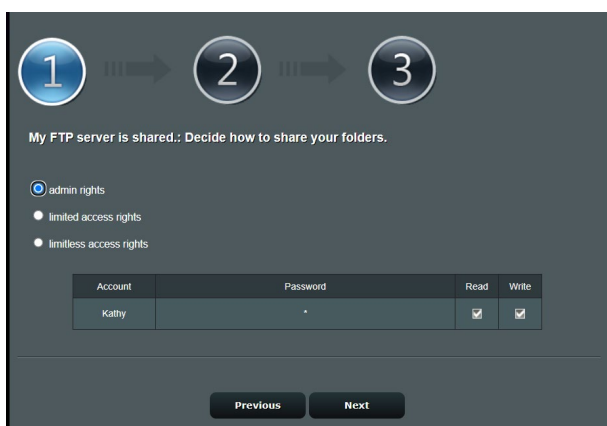 1 2 3
My FTP server is shared.: Decide how to share your folders.
admin rights
limited access rights
limitless access rights
Account Password Read Write
Kathy *
Previous Next